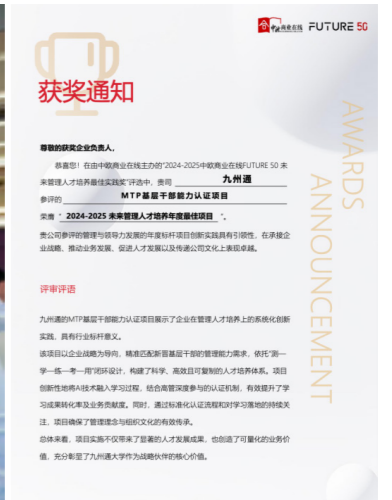 中欧商业在线 FUTURE 50
获奖通知
AWARDS
ANNOUNCEMENT
尊敬的获奖企业负责人，
恭喜您！在由中欧商业在线主办的“2024-2025中欧商业在线FUTURE 50 未
来管理人才培养最佳实践奖”评选中，贵司 九州通
参评的 MTP基层干部能力认证项目
荣膺“ 2024-2025 未来管理人才培养年度最佳项目 ”。
贵公司参评的管理与领导力发展的年度标杆项目创新实践具有引领性，在承接企
业战略、推动业务发展、促进人才发展以及传递公司文化上表现卓越。
评审评语
九州通的MTP基层干部能力认证项目展示了企业在管理人才培养上的系统化创新
实践，具有行业标杆意义。
该项目以企业战略为导向，精准匹配新晋基层干部的管理能力需求，依托“测—
学—练—考—用”闭环设计，构建了科学、高效且可复制的人才培养体系。项目
创新性地将AI技术融入学习过程，结合高管深度参与的认证机制，有效提升了学
习成果转化率及业务贡献度。同时，通过标准化认证流程和对学习落地的持续关
注，项目确保了管理理念与组织文化的有效传承。
总体来看，项目实施不仅带来了显著的人才发展成果，也创造了可量化的业务价
值，充分彰显了九州通大学作为战略伙伴的核心价值。